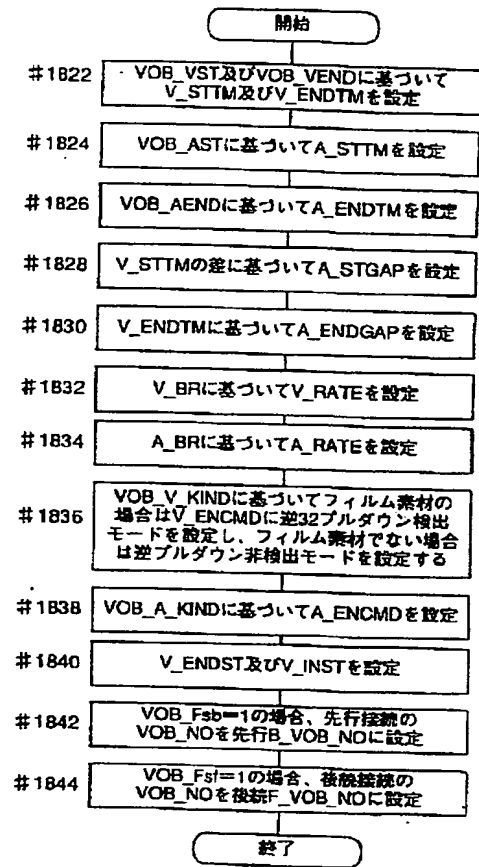 開始
#1822
VOB_VST及びVOB_VENDに基づいて
V_STTM及びV_ENDTMを設定
#1824
VOB_ASTに基づいてA_STTMを設定
#1826
VOB_AENDに基づいてA_ENDTMを設定
#1828
V_STTMの差に基づいてA_STGAPを設定
#1830
V_ENDTMに基づいてA_ENDGAPを設定
#1832
V_BRに基づいてV_RATEを設定
#1834
A_BRに基づいてA_RATEを設定
#1836
VOB_V_KINDに基づいてフィルム素材の
場合はV_ENCMDに逆32プルダウン検出
モードを設定し、フィルム素材でない場合
は逆プルダウン非検出モードを設定する
#1838
VOB_A_KINDに基づいてA_ENCMDを設定
#1840
V_ENDST及びV_INSTを設定
#1842
VOB_Fsb=1の場合、先行接続の
VOB_NOを先行B_VOB_NOに設定
#1844
VOB_Fsf=1の場合、後続接続の
VOB_NOを後続F_VOB_NOに設定
終了